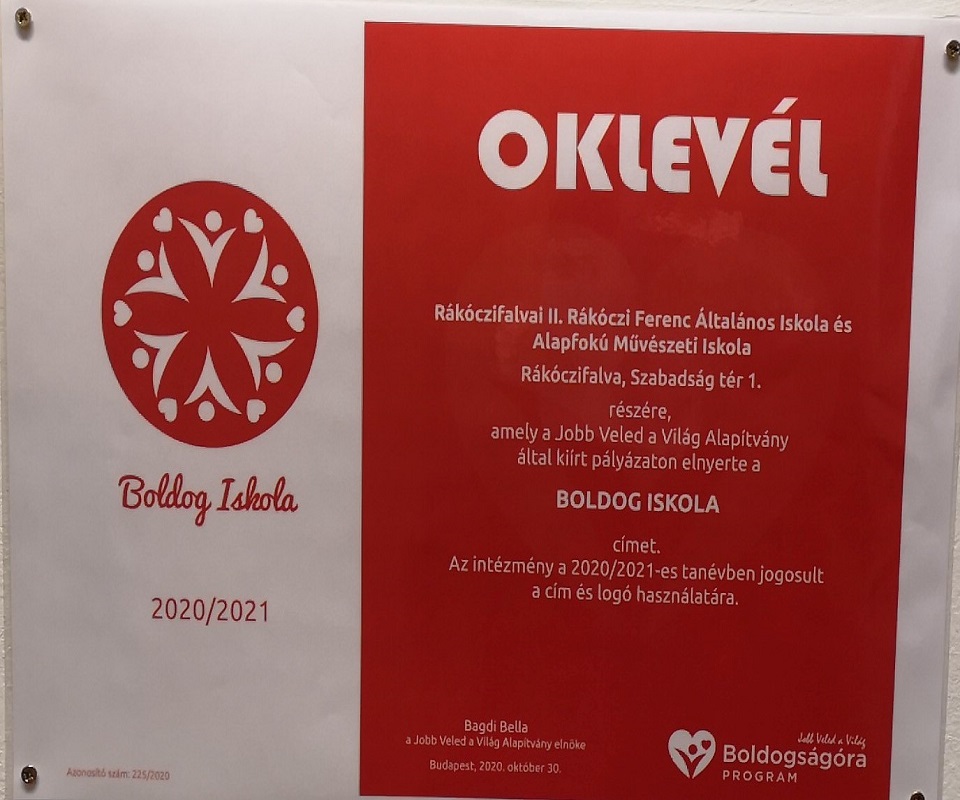 Boldog Iskola
2020/2021
Azonosító szám: 225/2020
OKLEVÉL
Rákóczifalvai II. Rákóczi Ferenc Általános Iskola és
Alapfokú Művészeti Iskola
Rákóczifalva, Szabadság tér 1.
részére,
amely a Jobb Veled a Világ Alapítvány
által kiírt pályázaton elnyerte a
BOLDOG ISKOLA
címet.
Az intézmény a 2020/2021-es tanévben jogosult
a cím és logó használatára.
Bagdi Bella
a Jobb Veled a Világ Alapítvány elnöke
Budapest, 2020. október 30.
Jobb Veled a Világ
Boldogságóra
PROGRAM